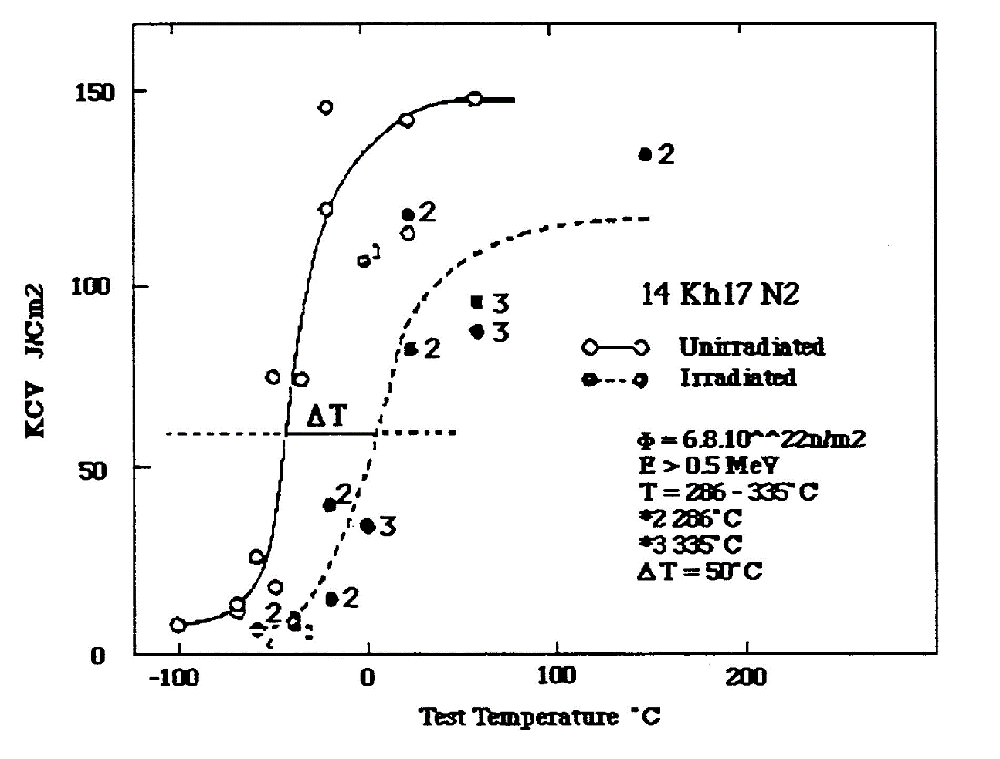 150
100
50
0
KCV J/Cm2
-100
0
100
200
Test Temperature °C
2
2
2
3
3
2
ΔT
2
3
2
2
14 Kh17 N2
Unirradiated
Irradiated
Φ = 6.8.10^^22n/m2
E > 0.5 MeV
T = 286 - 335°C
*2 286°C
*3 335°C
ΔT = 50°C